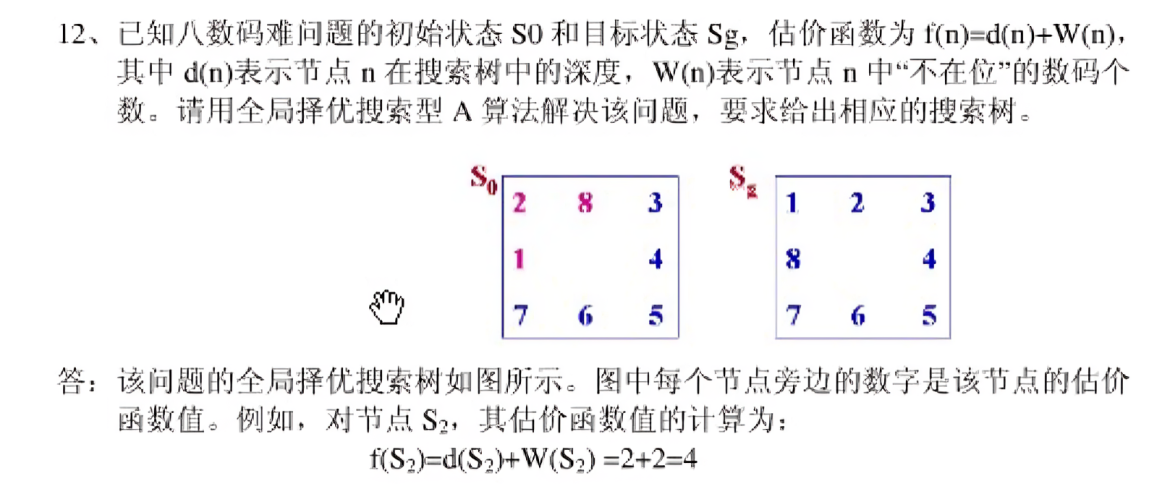 12、已知八数码难问题的初始状态 S0 和目标状态 Sg，估价函数为 f(n)=d(n)+W(n)，
其中 d(n)表示节点 n 在搜索树中的深度，W(n)表示节点 n 中“不在位”的数码个
数。请用全局择优搜索型 A 算法解决该问题，要求给出相应的搜索树。
S0 Sg
2 8 3 1 2 3
1 4 8 4
7 6 5 7 6 5
答：该问题的全局择优搜索树如图所示。图中每个节点旁边的数字是该节点的估价
函数值。例如，对节点 S2，其估价函数值的计算为：
f(S2)=d(S2)+W(S2) =2+2=4